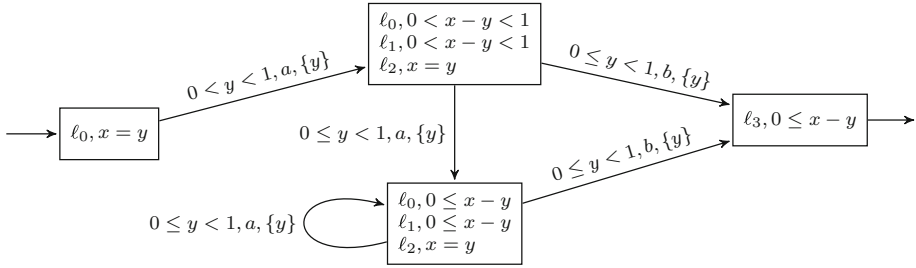 ℓ₀, 0 < x − y < 1
ℓ₁, 0 < x − y < 1
ℓ₂, x = y
0 < y < 1, a, {y}
0 ≤ y < 1, b, {y}
ℓ₀, x = y
0 ≤ y < 1, a, {y}
ℓ₃, 0 ≤ x − y
0 ≤ y < 1, b, {y}
ℓ₀, 0 ≤ x − y
ℓ₁, 0 ≤ x − y
ℓ₂, x = y
0 ≤ y < 1, a, {y}